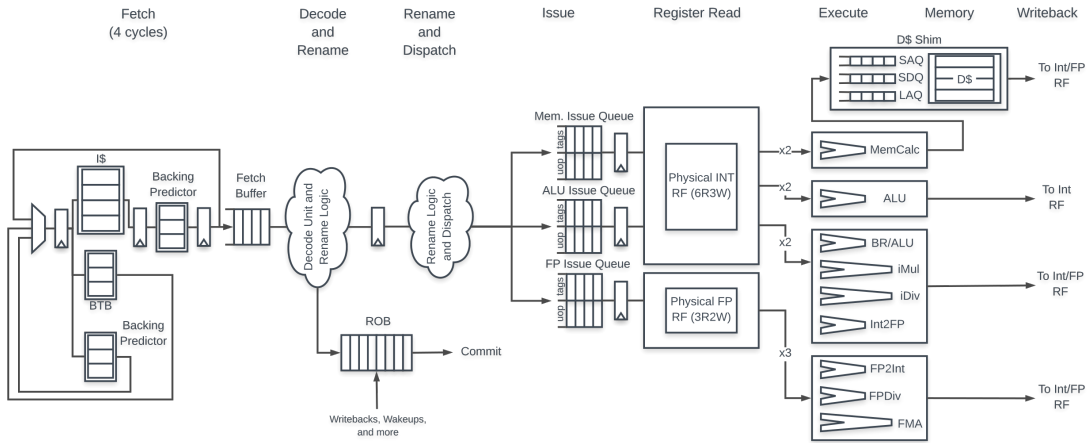 Fetch
(4 cycles)
Decode
and
Rename
Rename
and
Dispatch
Issue
Register Read
Execute
Memory
Writeback
D$ Shim
SAQ
SDQ
LAQ
D$
To Int/FP
RF
Mem. Issue Queue
uop tags
ALU Issue Queue
uop tags
FP Issue Queue
uop tags
Physical INT
RF (6R3W)
Physical FP
RF (3R2W)
x2
x2
x2
x3
MemCalc
ALU
To Int
RF
BR/ALU
iMul
iDiv
Int2FP
To Int/FP
RF
FP2Int
FPDiv
FMA
To Int/FP
RF
I$
Backing
Predictor
Fetch
Buffer
Decode Unit and
Rename Logic
Rename Logic
and Dispatch
BTB
Backing
Predictor
ROB
Commit
Writebacks, Wakeups,
and more